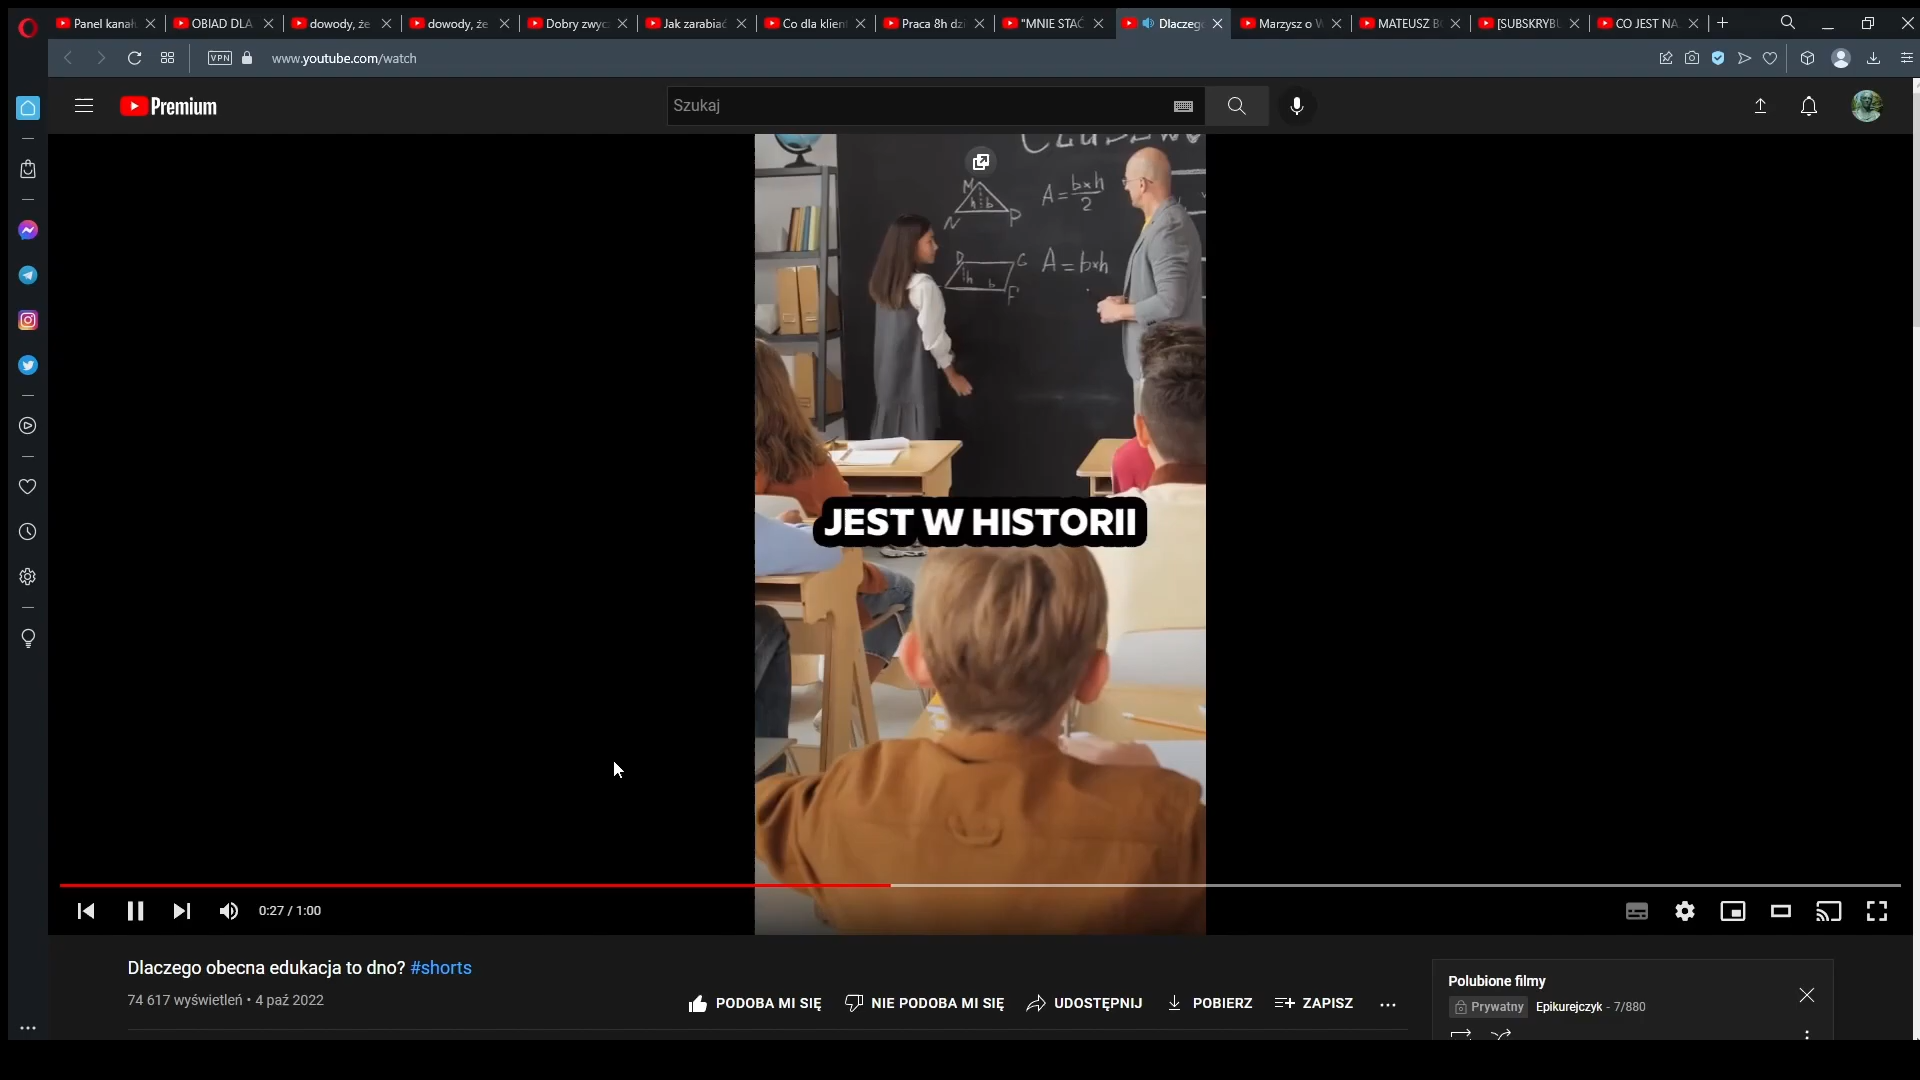 Panel kanał
OBIAD DLA
dowody, że
dowody, że
Dobry zwyc
Jak zarabiać
Co dla klien
Praca 8h dz
"MNIE STAĆ
Dlaczeg
Marzysz o W
MATEUSZ B
[SUBSKRYBU
CO JEST NA
VPN
www.youtube.com/watch
Premium
Szukaj
M
h b
N P
A = bxh
2
D C
h b
F
A = bxh
JEST W HISTORII
0:27 / 1:00
Dlaczego obecna edukacja to dno? #shorts
74 617 wyświetleń • 4 paź 2022
PODOBA MI SIĘ
NIE PODOBA MI SIĘ
UDOSTĘPNIJ
POBIERZ
ZAPISZ
Polubione filmy
Prywatny
Epikurejczyk - 7/880